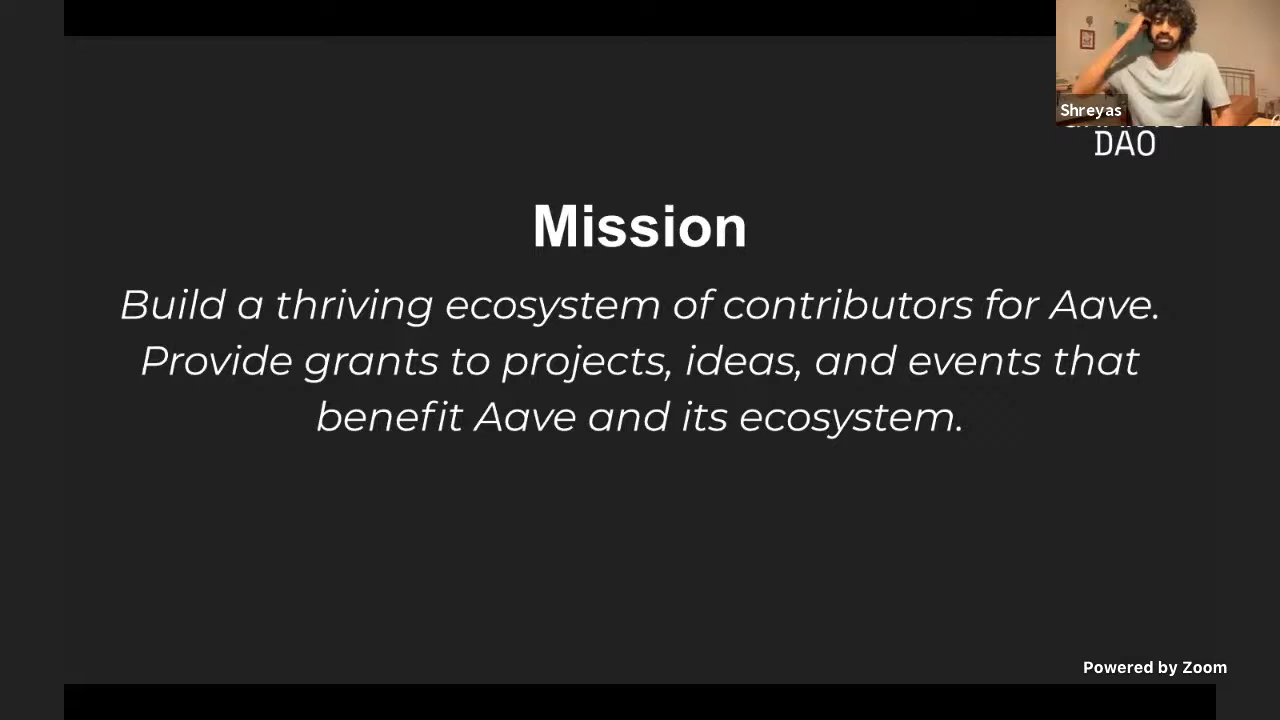 Shreyas
DAO
Mission
Build a thriving ecosystem of contributors for Aave.
Provide grants to projects, ideas, and events that
benefit Aave and its ecosystem.
Powered by Zoom